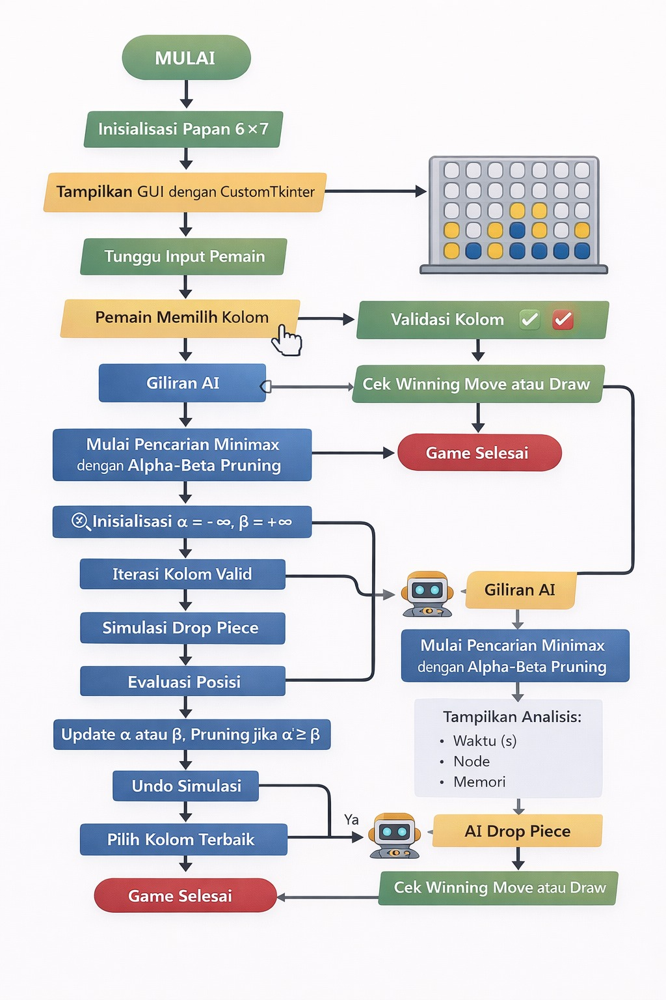 MULAI
Inisialisasi Papan 6×7
Tampilkan GUI dengan CustomTkinter
Tunggu Input Pemain
Pemain Memilih Kolom
Validasi Kolom
Giliran AI
Cek Winning Move atau Draw
Mulai Pencarian Minimax
dengan Alpha-Beta Pruning
Game Selesai
Inisialisasi α = - ∞, β = +∞
Iterasi Kolom Valid
Giliran AI
Simulasi Drop Piece
Mulai Pencarian Minimax
dengan Alpha-Beta Pruning
Evaluasi Posisi
Tampilkan Analisis:
• Waktu (s)
• Node
• Memori
Update α atau β, Pruning jika α' ≥ β
Undo Simulasi
Ya
Pilih Kolom Terbaik
AI Drop Piece
Cek Winning Move atau Draw
Game Selesai